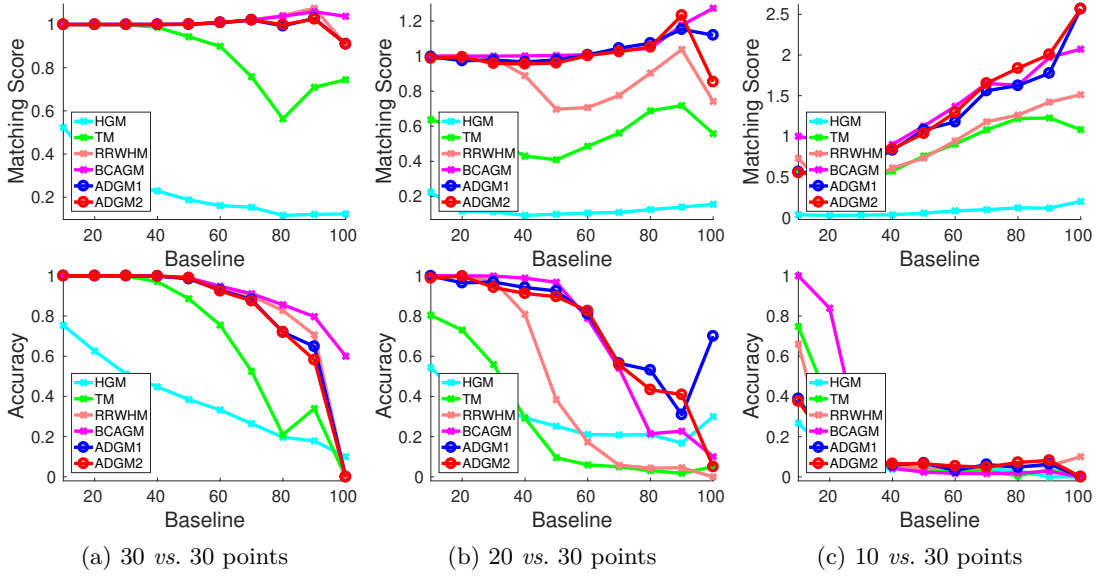 Matching Score
1
0.8
0.6
0.4
0.2
HGM
TM
RRWHM
BCAGM
ADGM1
ADGM2
20 40 60 80 100
Baseline
Matching Score
1.2
1
0.8
0.6
0.4
0.2
HGM
TM
RRWHM
BCAGM
ADGM1
ADGM2
20 40 60 80 100
Baseline
Matching Score
2.5
2
1.5
1
0.5
0
HGM
TM
RRWHM
BCAGM
ADGM1
ADGM2
20 40 60 80 100
Baseline
Accuracy
1
0.8
0.6
0.4
0.2
0
HGM
TM
RRWHM
BCAGM
ADGM1
ADGM2
20 40 60 80 100
Baseline
Accuracy
1
0.8
0.6
0.4
0.2
0
HGM
TM
RRWHM
BCAGM
ADGM1
ADGM2
20 40 60 80 100
Baseline
Accuracy
1
0.8
0.6
0.4
0.2
0
HGM
TM
RRWHM
BCAGM
ADGM1
ADGM2
20 40 60 80 100
Baseline
(a) 30 vs. 30 points
(b) 20 vs. 30 points
(c) 10 vs. 30 points